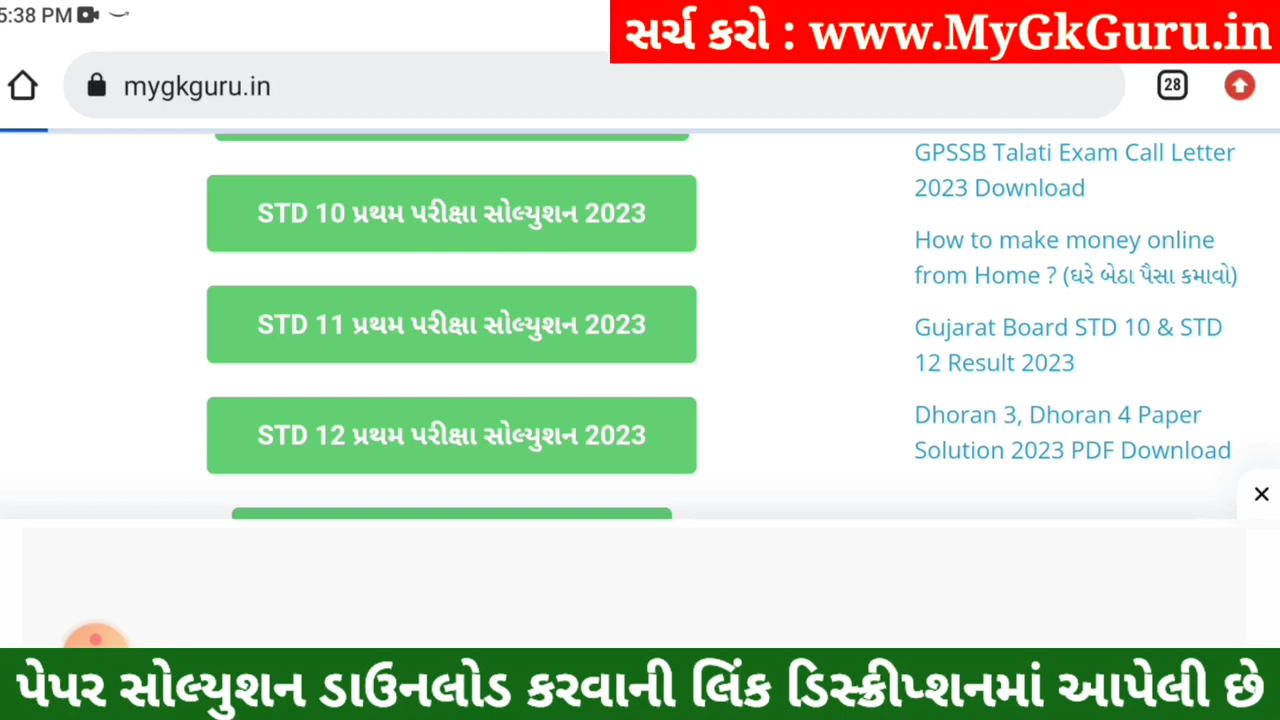 5:38 PM
સર્ચ કરો : www.MyGkGuru.in
mygkguru.in
28
STD 10 પ્રથમ પરીક્ષા સોલ્યુશન 2023
STD 11 પ્રથમ પરીક્ષા સોલ્યુશન 2023
STD 12 પ્રથમ પરીક્ષા સોલ્યુશન 2023
GPSSB Talati Exam Call Letter
2023 Download
How to make money online
from Home ? (ઘરે બેઠા પૈસા કમાવો)
Gujarat Board STD 10 & STD
12 Result 2023
Dhoran 3, Dhoran 4 Paper
Solution 2023 PDF Download
પેપર સોલ્યુશન ડાઉનલોડ કરવાની લિંક ડિસ્ક્રીપ્શનમાં આપેલી છે